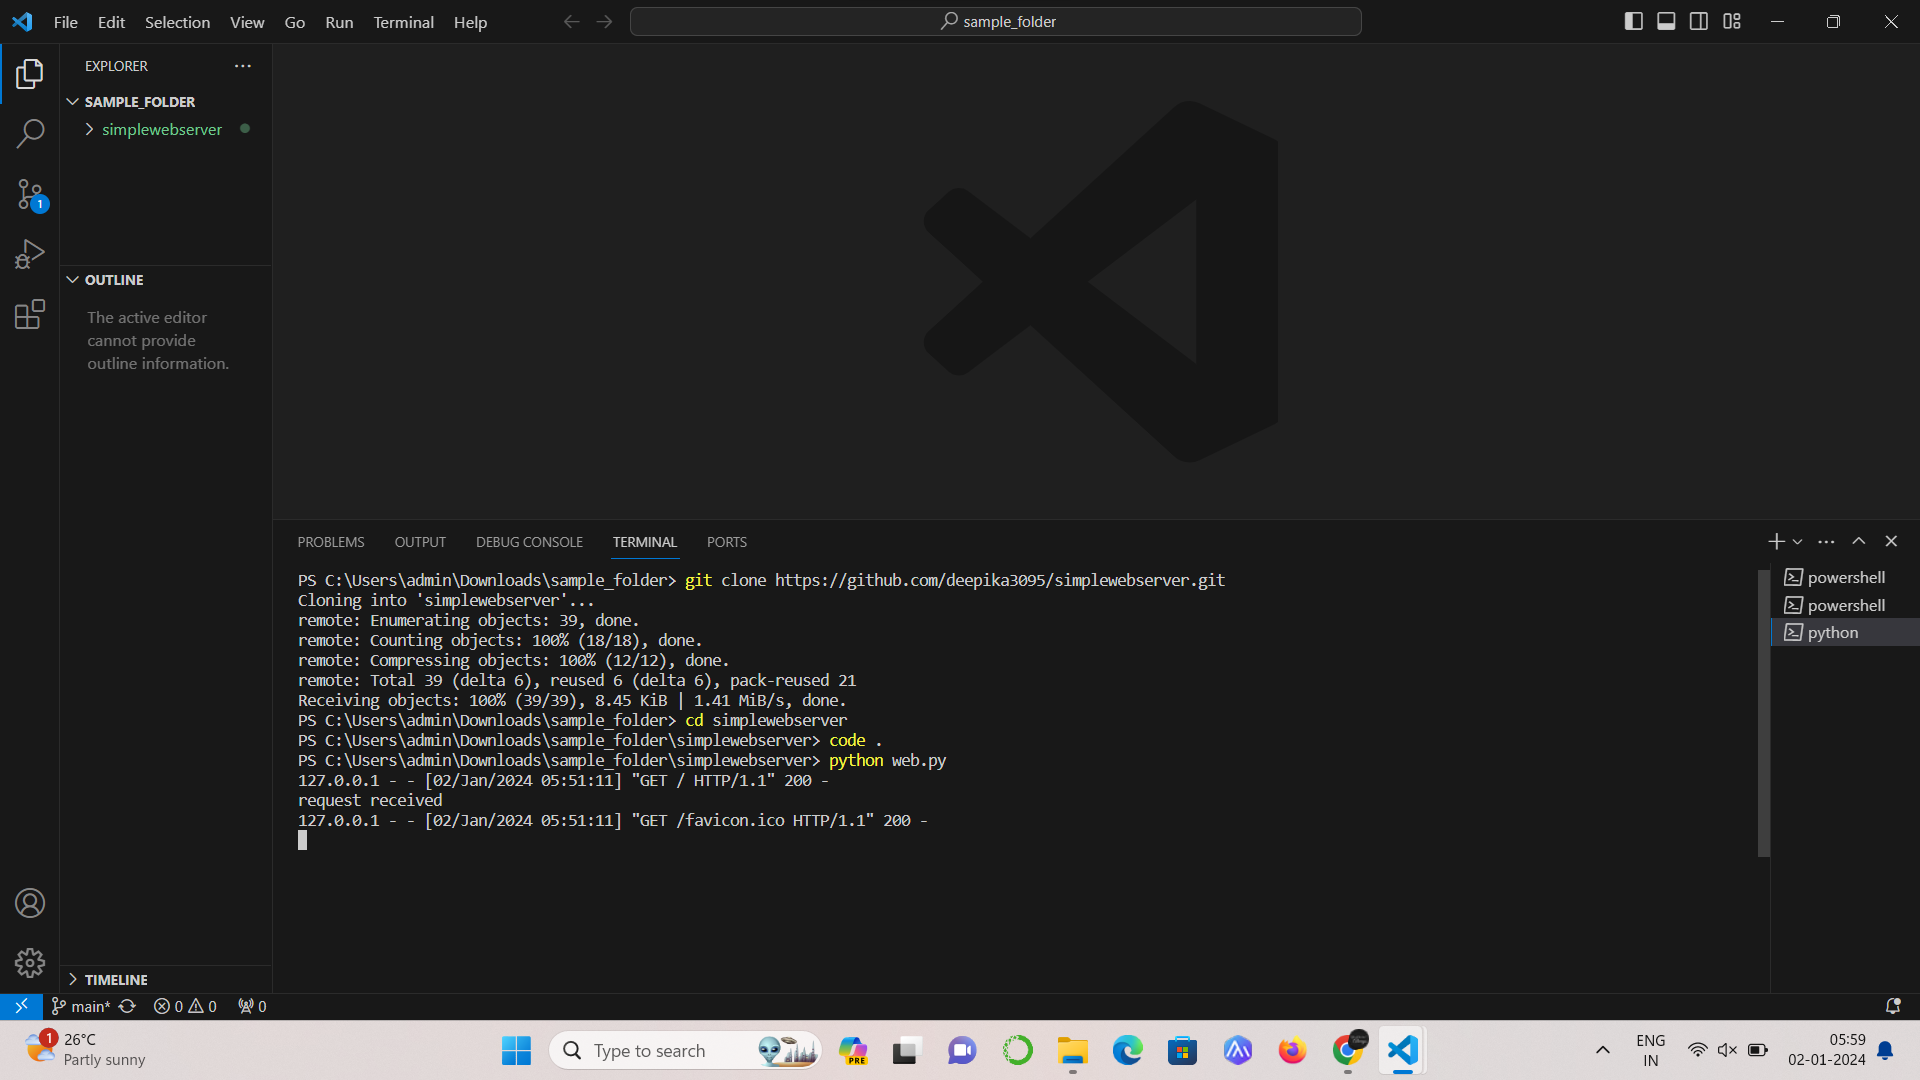 File Edit Selection View Go Run Terminal Help
sample_folder
EXPLORER
SAMPLE_FOLDER
simplewebserver
1
OUTLINE
The active editor
cannot provide
outline information.
PROBLEMS OUTPUT DEBUG CONSOLE TERMINAL PORTS
PS C:\Users\admin\Downloads\sample_folder> git clone https://github.com/deepika3095/simplewebserver.git
Cloning into 'simplewebserver'...
remote: Enumerating objects: 39, done.
remote: Counting objects: 100% (18/18), done.
remote: Compressing objects: 100% (12/12), done.
remote: Total 39 (delta 6), reused 6 (delta 6), pack-reused 21
Receiving objects: 100% (39/39), 8.45 KiB | 1.41 MiB/s, done.
PS C:\Users\admin\Downloads\sample_folder> cd simplewebserver
PS C:\Users\admin\Downloads\sample_folder\simplewebserver> code .
PS C:\Users\admin\Downloads\sample_folder\simplewebserver> python web.py
127.0.0.1 - - [02/Jan/2024 05:51:11] "GET / HTTP/1.1" 200 -
request received
127.0.0.1 - - [02/Jan/2024 05:51:11] "GET /favicon.ico HTTP/1.1" 200 -
powershell
powershell
python
TIMELINE
main* 0 0 0
1
26°C
Partly sunny
Type to search
PRE
ENG
IN
05:59
02-01-2024